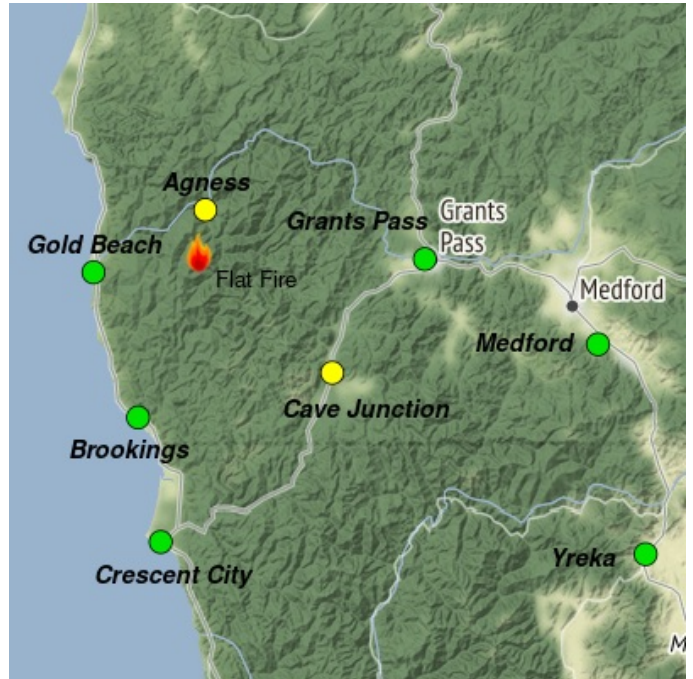 Agness
Grants Pass
Grants
Pass
Gold Beach
Flat Fire
Medford
Medford
Cave Junction
Brookings
Crescent City
Yreka
M